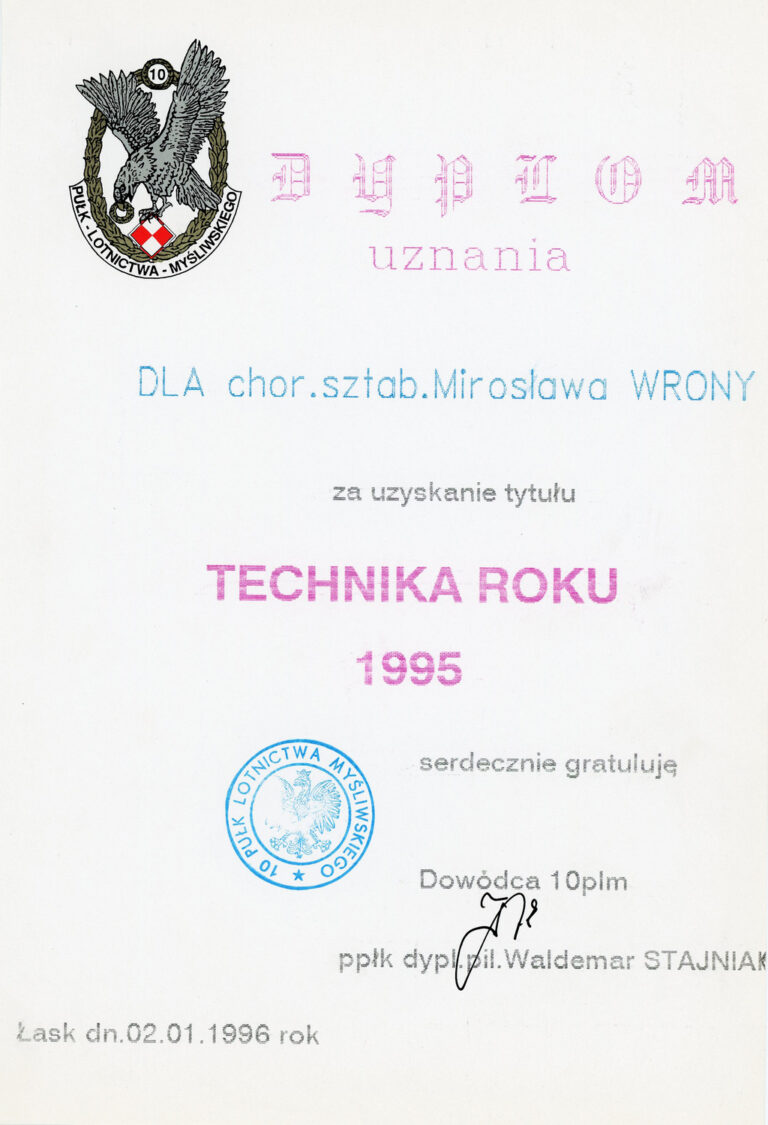 10
PUŁK - LOTNICTWA - MYŚLIWSKIEGO
DYPLOM
uznania
DLA chor.sztab.Mirosława WRONY
za uzyskanie tytułu
TECHNIKA ROKU
1995
10 PUŁK LOTNICTWA MYŚLIWSKIEGO
serdecznie gratuluję
Dowódca 10plm
ppłk dypl.pil.Waldemar STAJNIAK
Łask dn.02.01.1996 rok